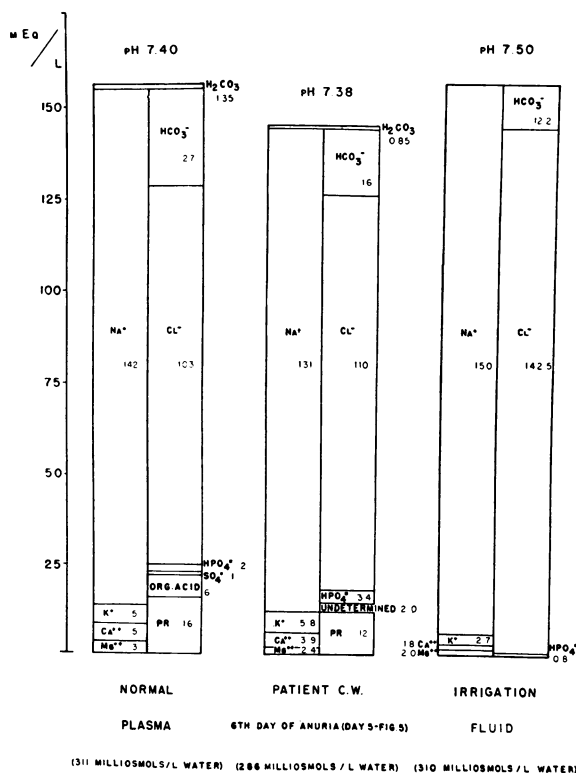 mEq
/
L
150
125
100
75
50
25
pH 7.40
H2CO3
1.35
HCO3-
27
NA+
142
CL-
103
HPO4= 2
SO4= 1
ORG.ACID
6
K+ 5
CA++ 5
MG++ 3
PR 16
NORMAL
PLASMA
(311 MILLIOSMOLS/L WATER)
pH 7.38
H2CO3
0.85
HCO3-
16
NA+
131
CL-
110
HPO4= 3.4
UNDETERMINED 2.0
K+ 5.8
CA++ 3.9
MG++ 2.4
PR 12
PATIENT C.W.
6TH DAY OF ANURIA (DAY 5-FIG.5)
(286 MILLIOSMOLS / L WATER)
pH 7.50
HCO3-
12.2
NA+
150
CL-
142.5
K+ 2.7
1.8 CA++
2.0 MG++
HPO4=
0.8
IRRIGATION
FLUID
(310 MILLIOSMOLS/L WATER)